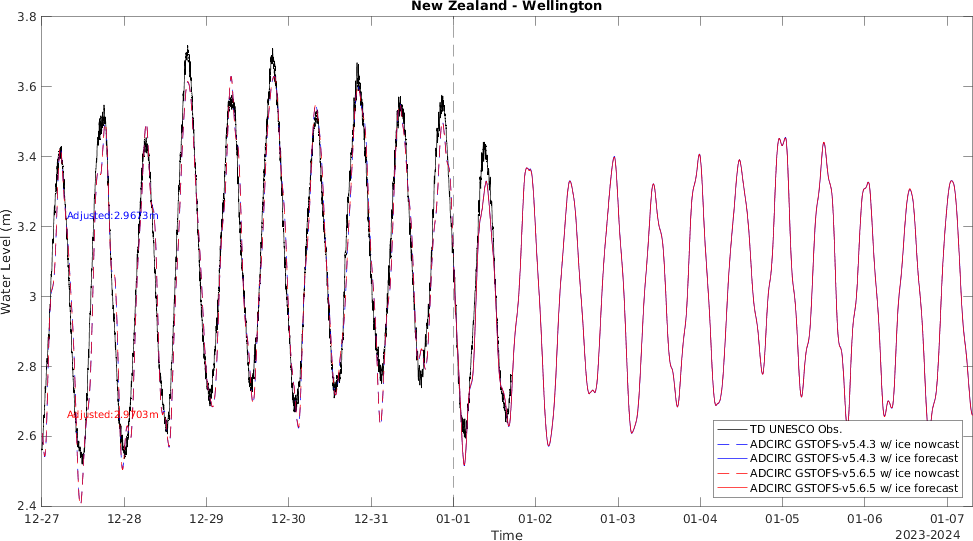 New Zealand - Wellington
Water Level (m)
3.8
3.6
3.4
3.2
3
2.8
2.6
2.4
Adjusted:2.9673m
Adjusted:2.9703m
TD UNESCO Obs.
ADCIRC GSTOFS-v5.4.3 w/ ice nowcast
ADCIRC GSTOFS-v5.4.3 w/ ice forecast
ADCIRC GSTOFS-v5.6.5 w/ ice nowcast
ADCIRC GSTOFS-v5.6.5 w/ ice forecast
12-27 12-28 12-29 12-30 12-31 01-01 01-02 01-03 01-04 01-05 01-06 01-07
Time
2023-2024